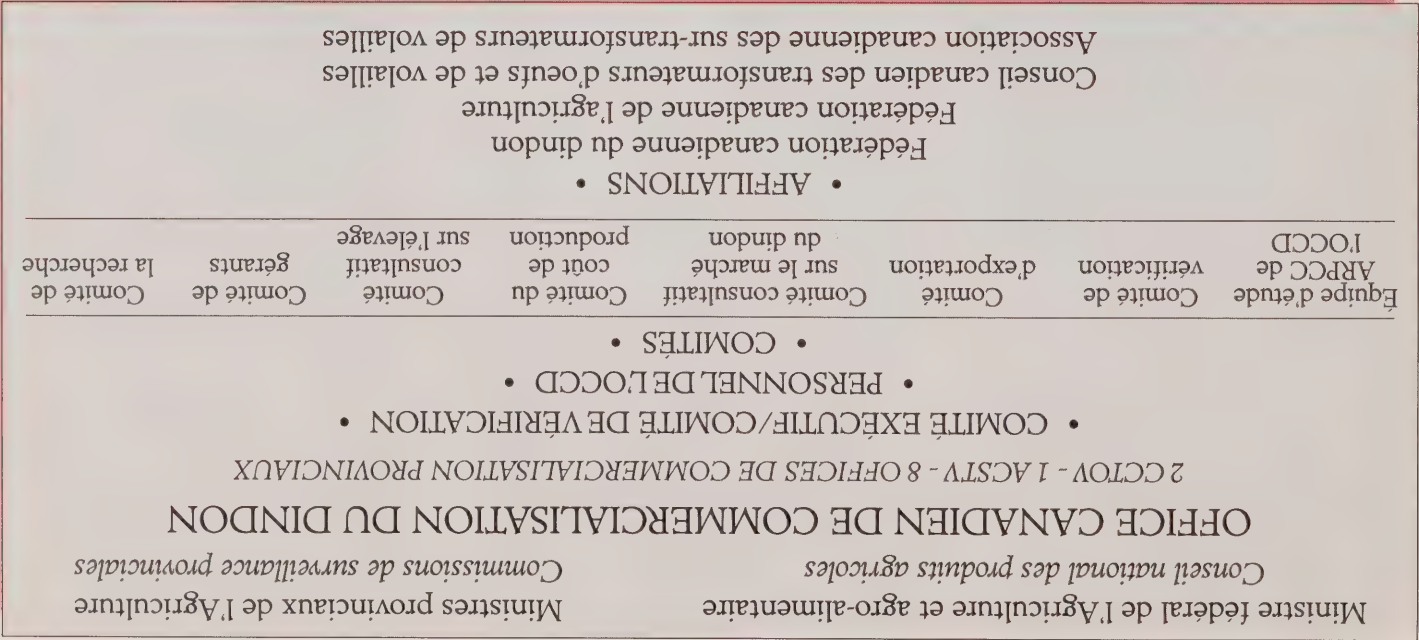 Ministre fédéral de l'Agriculture et agro-alimentaire Ministres provinciaux de l'Agriculture
Conseil national des produits agricoles Commissions de surveillance provinciales
OFFICE CANADIEN DE COMMERCIALISATION DU DINDON
2 CCTOV - 1 ACSTV - 8 OFFICES DE COMMERCIALISATION PROVINCIAUX
• COMITÉ EXÉCUTIF/COMITÉ DE VÉRIFICATION •
• PERSONNEL DE L'OCCD •
• COMITÉS •
Équipe d'étude
ARPCC de
l'OCCD
Comité de
vérification
Comité
d'exportation
Comité consultatif
sur le marché
du dindon
Comité du
coût de
production
Comité
consultatif
sur l'élevage
Comité de
gérants
Comité de
la recherche
• AFFILIATIONS •
Fédération canadienne du dindon
Fédération canadienne de l'agriculture
Conseil canadien des transformateurs d'oeufs et de volailles
Association canadienne des sur-transformateurs de volailles